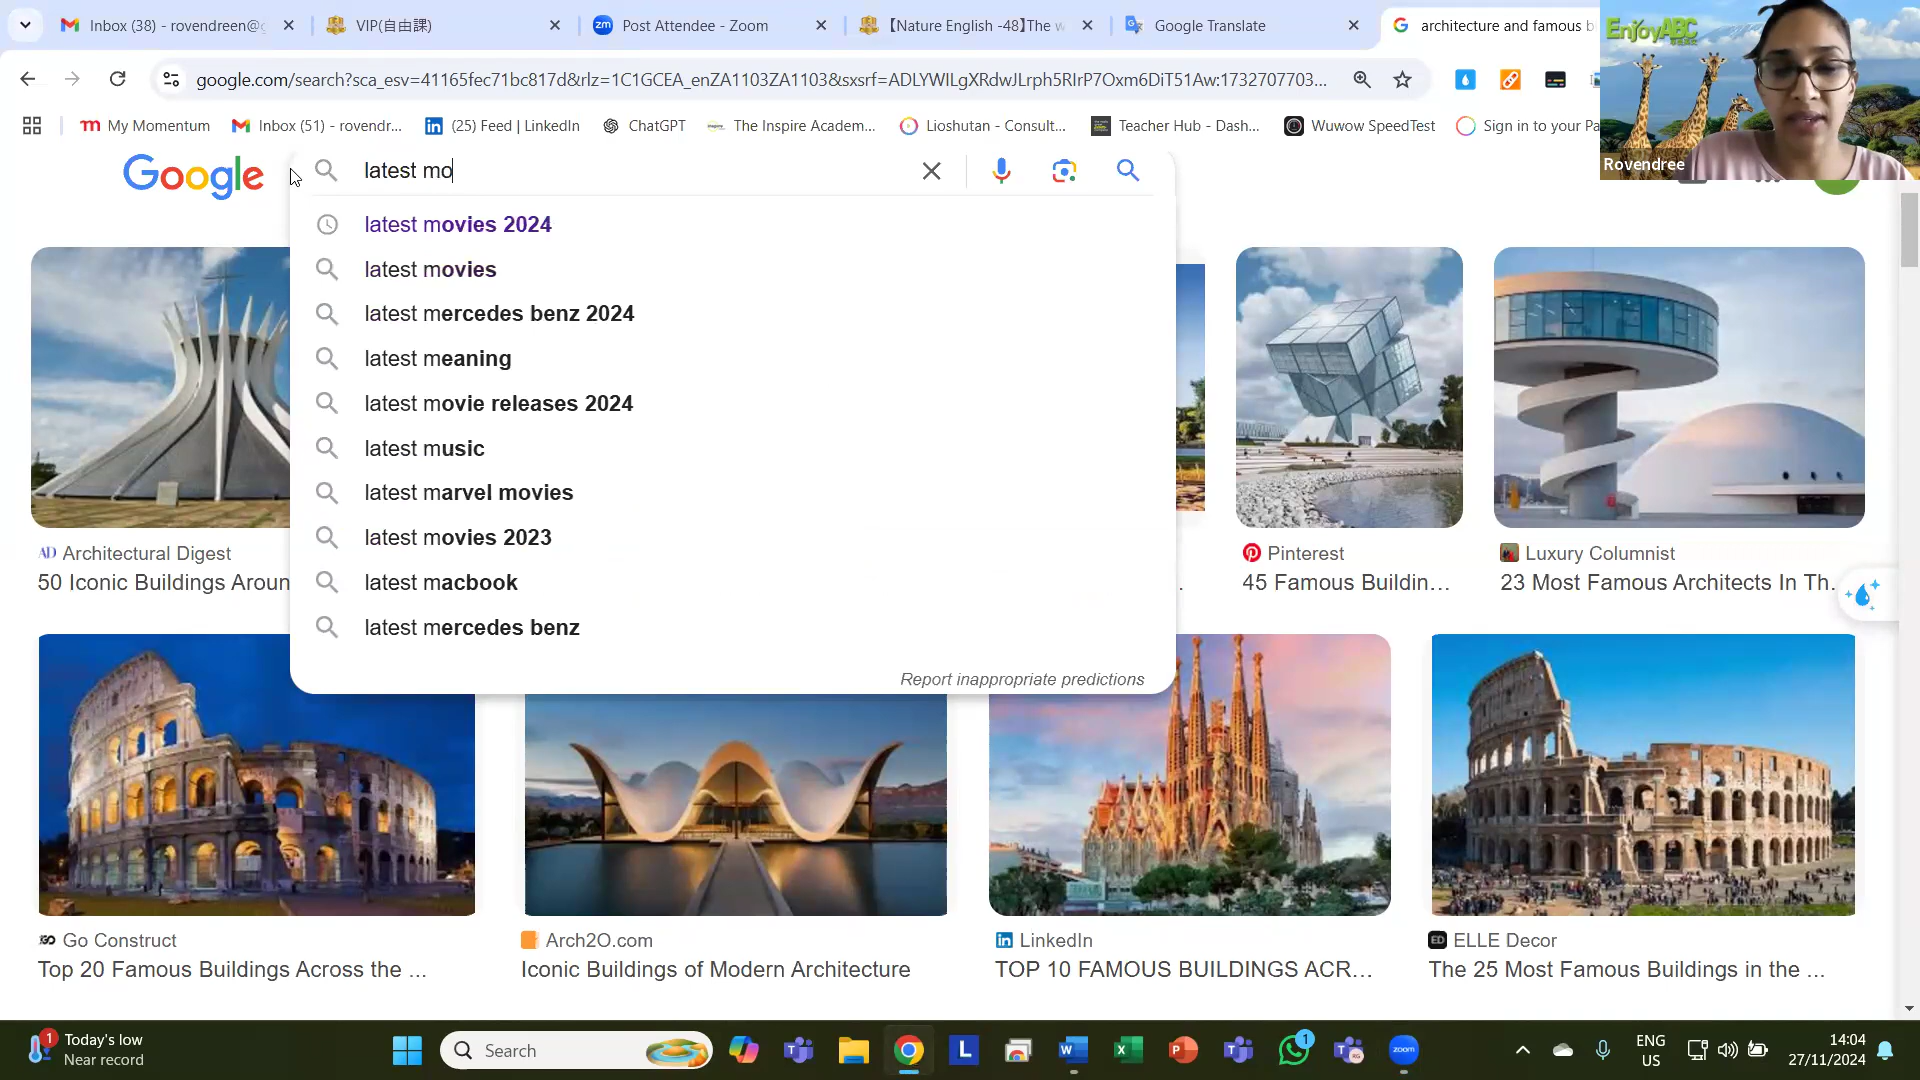 Inbox (38) - rovendreen@g
VIP(自由課)
Post Attendee - Zoom
【Nature English -48】The w
Google Translate
architecture and famous b
google.com/search?sca_esv=41165fec71bc817d&rlz=1C1GCEA_enZA1103ZA1103&sxsrf=ADLYWILgXRdwJLrph5RIrP7Oxm6DiT51Aw:1732707703...
My Momentum
Inbox (51) - rovendr...
(25) Feed | LinkedIn
ChatGPT
The Inspire Academ...
Lioshutan - Consult...
Teacher Hub - Dash...
Wuwow SpeedTest
Sign in to your Pa
EnjoyABC
Rovendree
Google
latest mo
latest movies 2024
latest movies
latest mercedes benz 2024
latest meaning
latest movie releases 2024
latest music
latest marvel movies
latest movies 2023
latest macbook
latest mercedes benz
Report inappropriate predictions
AD Architectural Digest
50 Iconic Buildings Aroun
Pinterest
45 Famous Buildin...
Luxury Columnist
23 Most Famous Architects In Th...
Go Construct
Top 20 Famous Buildings Across the ...
Arch2O.com
Iconic Buildings of Modern Architecture
LinkedIn
TOP 10 FAMOUS BUILDINGS ACR...
ED ELLE Decor
The 25 Most Famous Buildings in the ...
1
Today's low
Near record
Search
L
zoom
1
ENG
US
14:04
27/11/2024